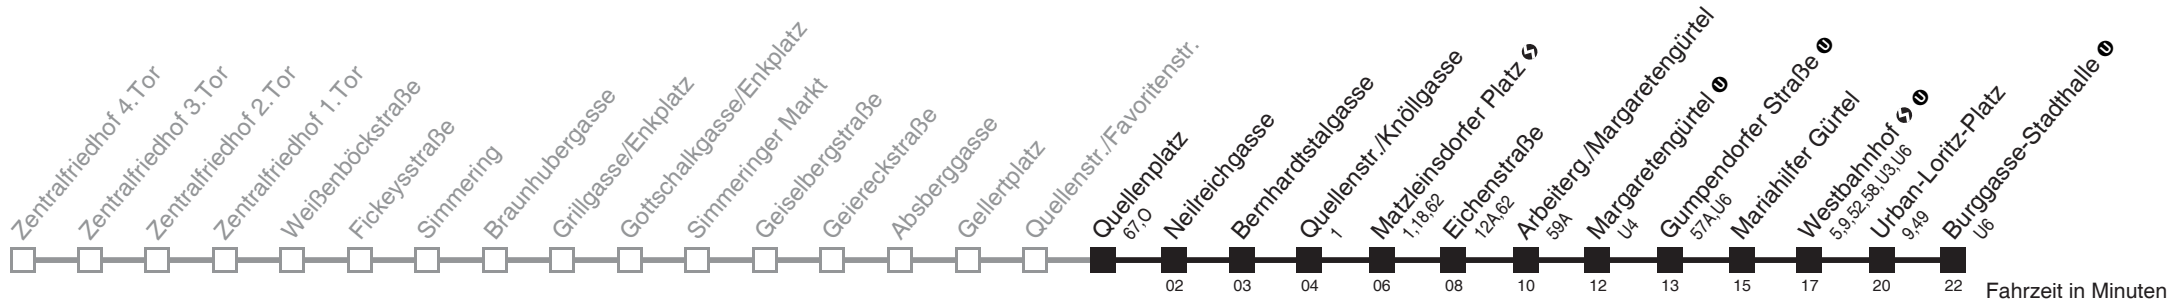 Zentralfriedhof 4.Tor
Zentralfriedhof 3.Tor
Zentralfriedhof 2.Tor
Zentralfriedhof 1.Tor
Weißenböckstraße
Fickeysstraße
Simmering
Braunhubergasse
Grillgasse/Enkplatz
Gottschalkgasse/Enkplatz
Simmeringer Markt
Geiselbergstraße
Geiereckstraße
Absberggasse
Gellertplatz
Quellenstr./Favoritenstr.
Quellenplatz
67,O
Neilreichgasse
Bernhardtstalgasse
Quellenstr./Knöllgasse
1
Matzleinsdorfer Platz
1,18,62
Eichenstraße
12A,62
Arbeiterg./Margaretengürtel
59A
Margaretengürtel U
U4
Gumpendorfer Straße U
57A,U6
Mariahilfer Gürtel
Westbahnhof U
5,9,52,58,U3,U6
Urban-Loritz-Platz
9,49
Burggasse-Stadthalle U
U6
02 03 04 06 08 10 12 13 15 17 20 22 Fahrzeit in Minuten